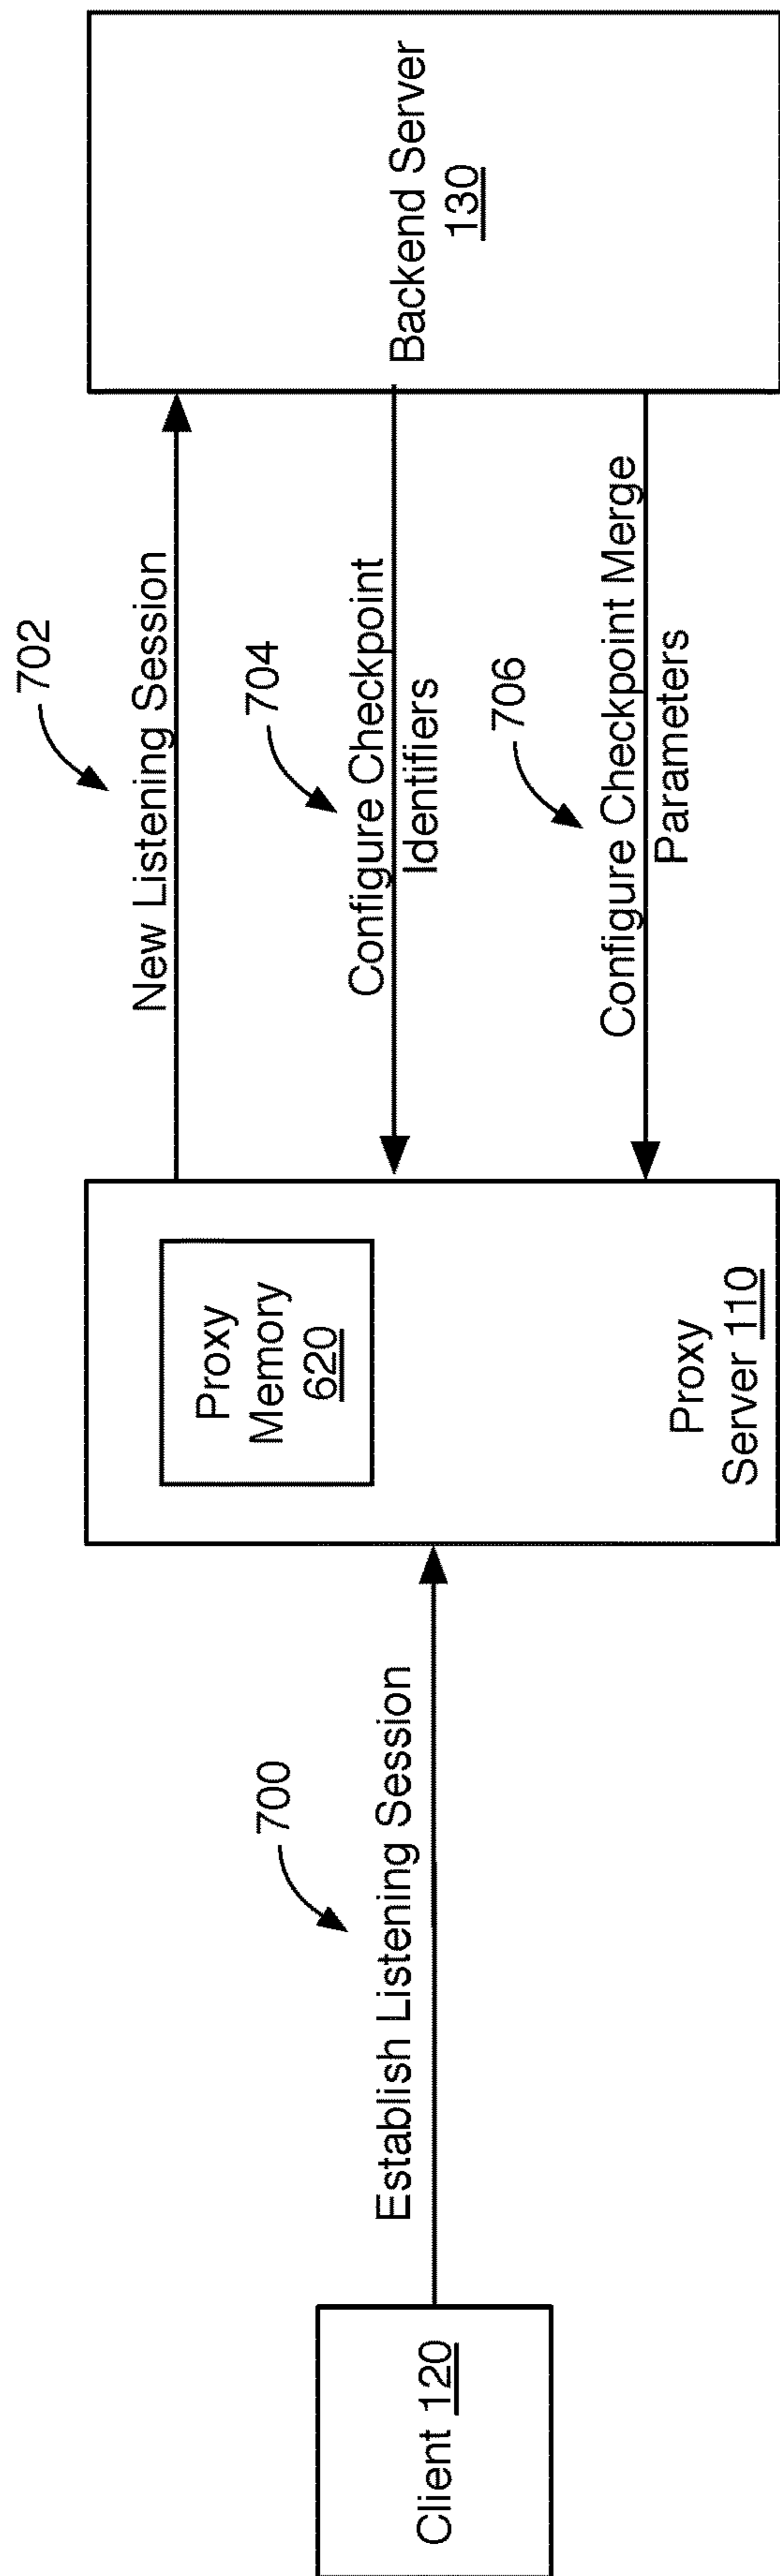 Client 120
700
Establish Listening Session
Proxy
Memory
620
Proxy
Server 110
702
New Listening Session
704
Configure Checkpoint
Identifiers
706
Configure Checkpoint Merge
Parameters
Backend Server
130